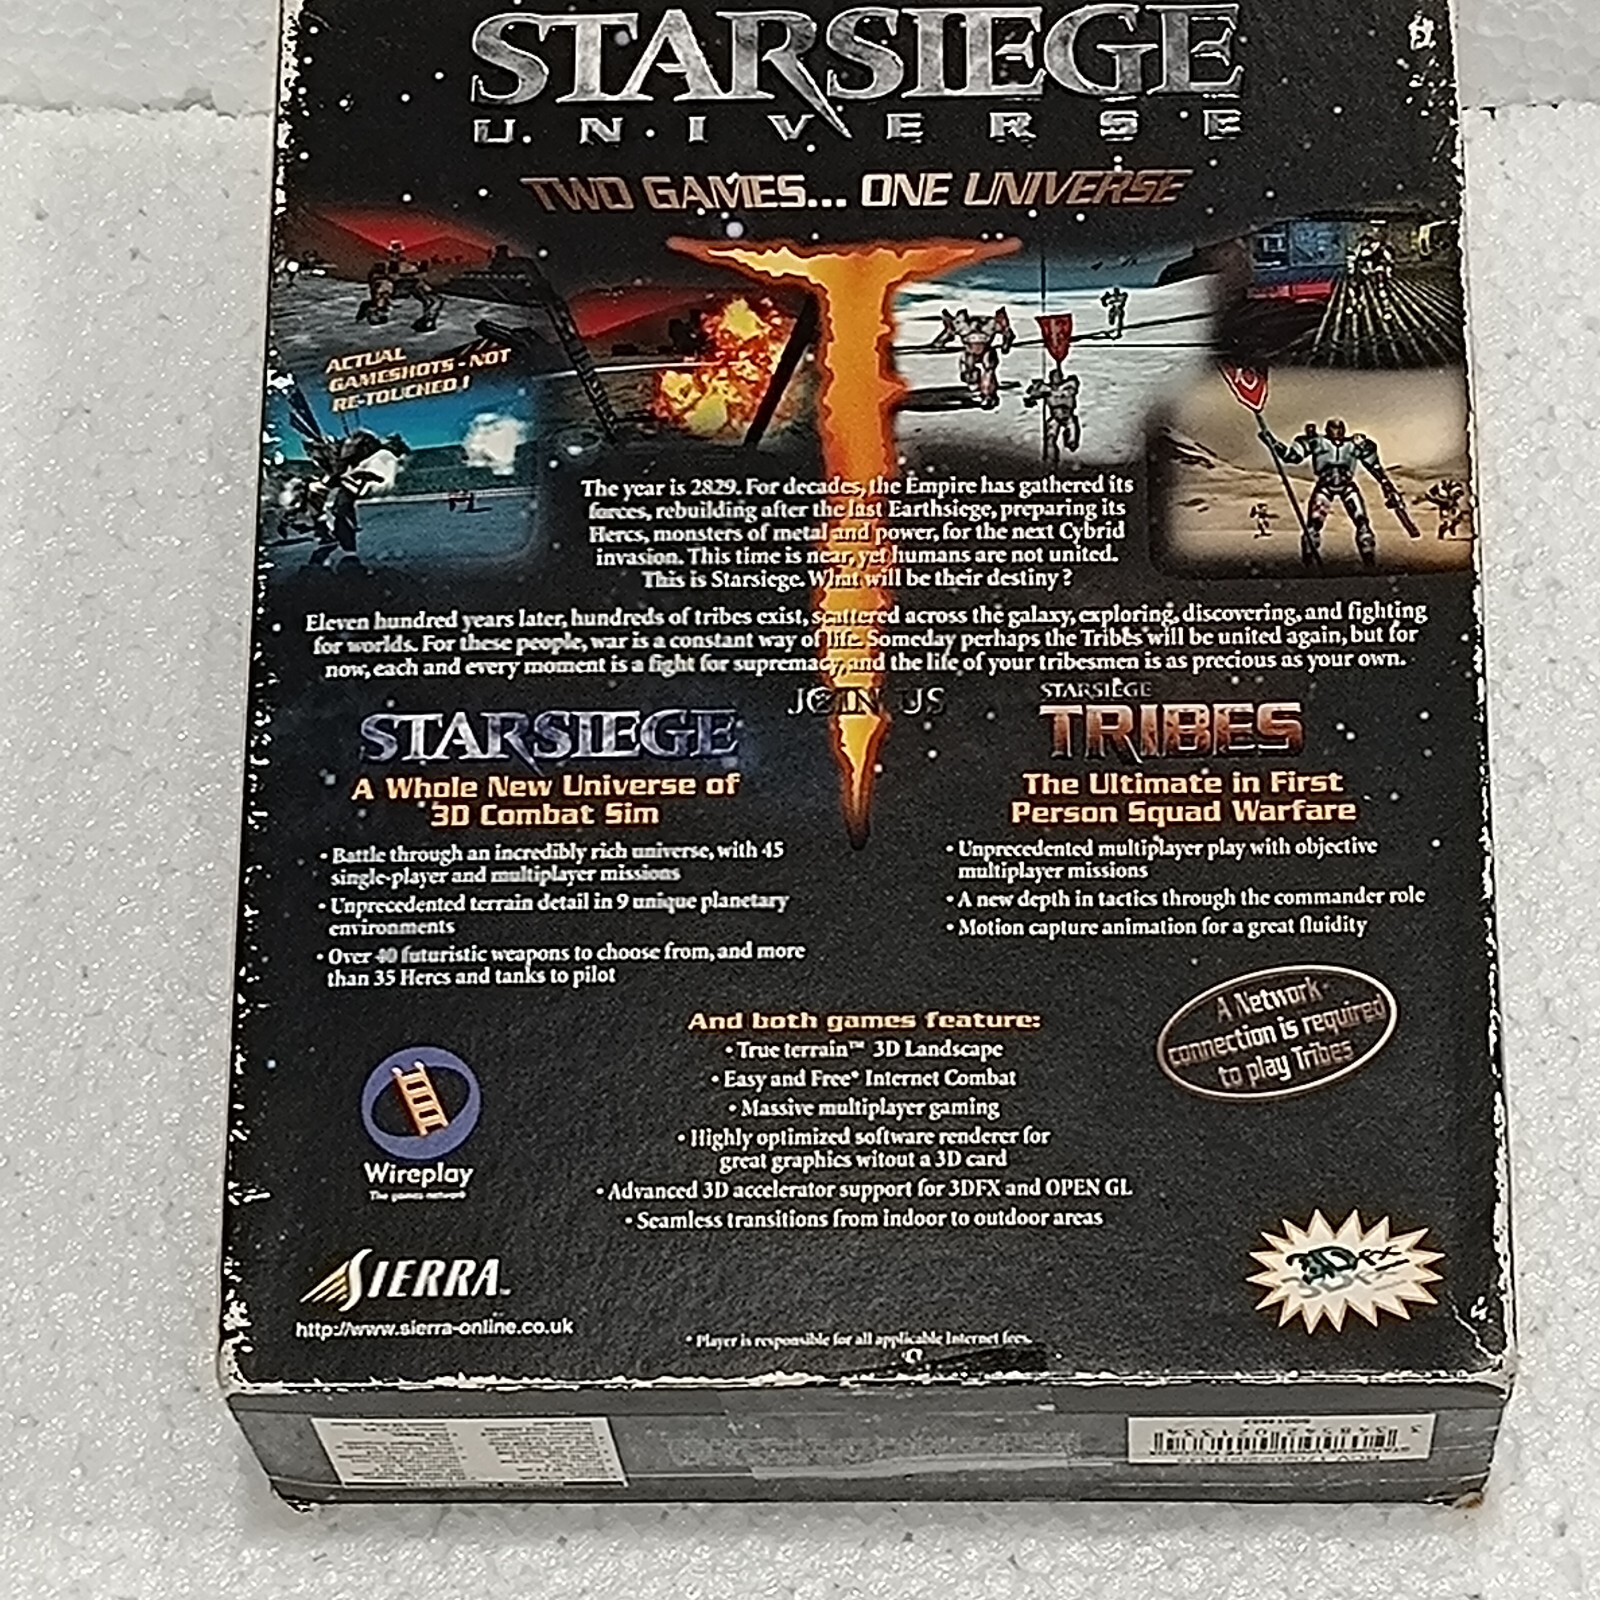 STARSIEGE
UNIVERSE
TWO GAMES... ONE UNIVERSE
ACTUAL
GAMESHOTS - NOT
RE-TOUCHED !
The year is 2829. For decades, the Empire has gathered its
forces, rebuilding after the last Earthsiege, preparing its
Hercs, monsters of metal and power, for the next Cybrid
invasion. This time is near, yet humans are not united.
This is Starsiege. What will be their destiny ?
Eleven hundred years later, hundreds of tribes exist, scattered across the galaxy, exploring, discovering, and fighting
for worlds. For these people, war is a constant way of life. Someday perhaps the Tribes will be united again, but for
now, each and every moment is a fight for supremacy, and the life of your tribesmen is as precious as your own.
JOIN US
STARSIEGE
A Whole New Universe of
3D Combat Sim
• Battle through an incredibly rich universe, with 45
single-player and multiplayer missions
• Unprecedented terrain detail in 9 unique planetary
environments
• Over 40 futuristic weapons to choose from, and more
than 35 Hercs and tanks to pilot
STARSIEGE
TRIBES
The Ultimate in First
Person Squad Warfare
• Unprecedented multiplayer play with objective
multiplayer missions
• A new depth in tactics through the commander role
• Motion capture animation for a great fluidity
A Network
connection is required
to play Tribes
And both games feature:
• True terrain™ 3D Landscape
• Easy and Free* Internet Combat
• Massive multiplayer gaming
• Highly optimized software renderer for
great graphics witout a 3D card
• Advanced 3D accelerator support for 3DFX and OPEN GL
• Seamless transitions from indoor to outdoor areas
Wireplay
The games network
SIERRA
http://www.sierra-online.co.uk
* Player is responsible for all applicable Internet fees.